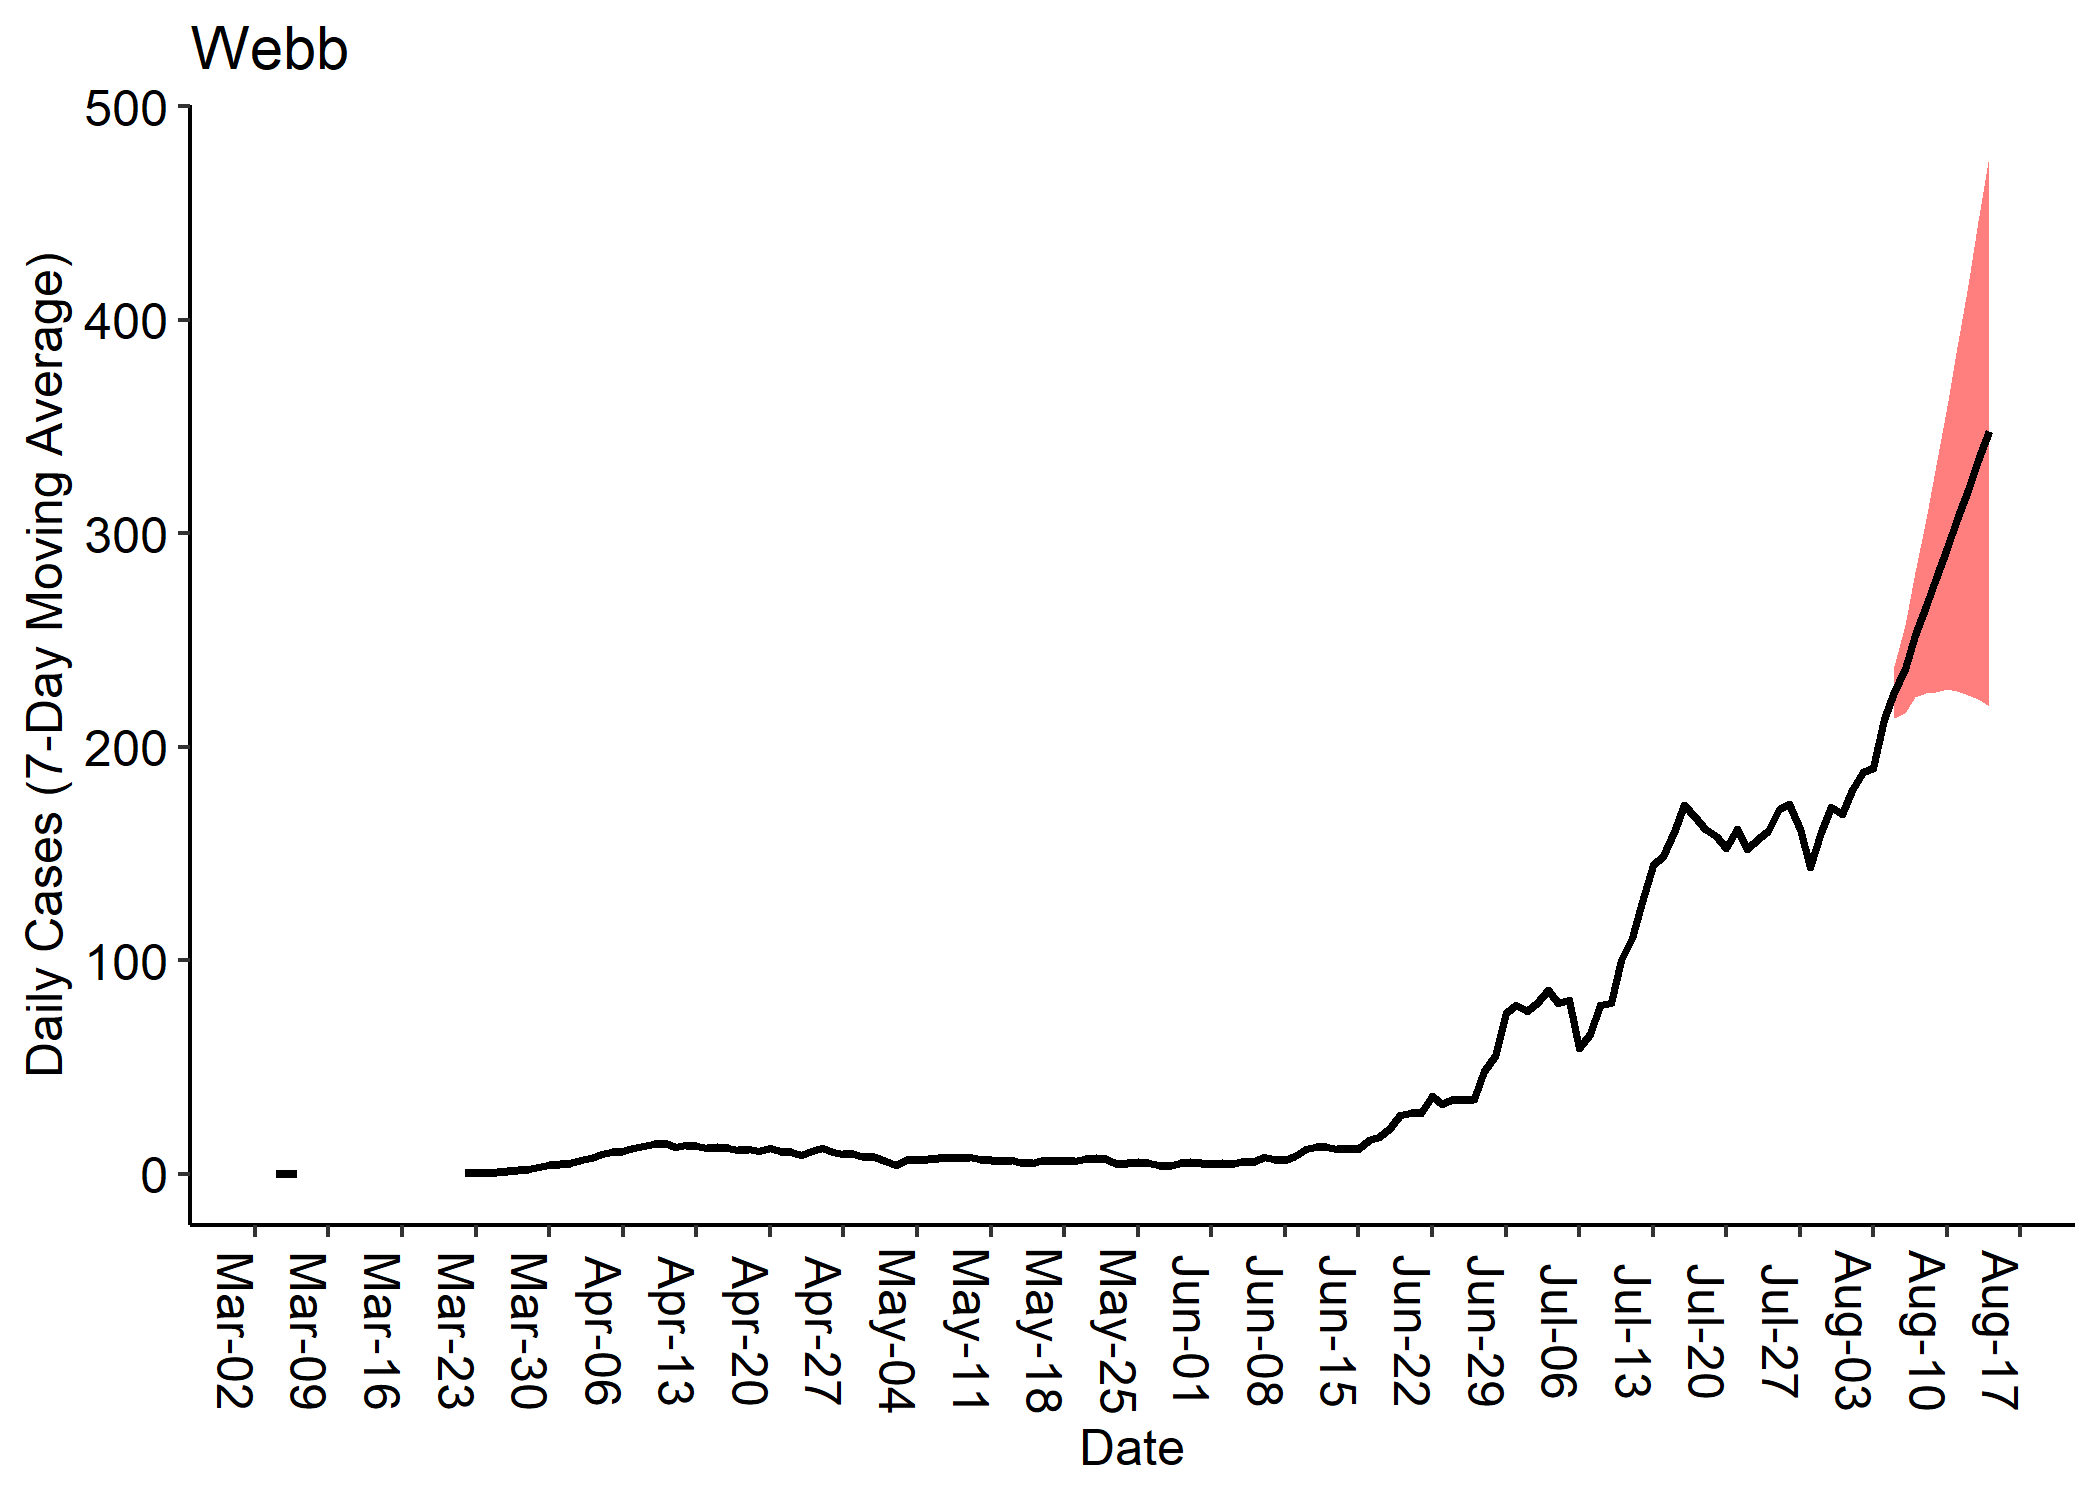 Webb
500
400
300
200
100
0
Daily Cases (7-Day Moving Average)
Mar-02
Mar-09
Mar-16
Mar-23
Mar-30
Apr-06
Apr-13
Apr-20
Apr-27
May-04
May-11
May-18
May-25
Jun-01
Jun-08
Jun-15
Jun-22
Jun-29
Jul-06
Jul-13
Jul-20
Jul-27
Aug-03
Aug-10
Aug-17
Date